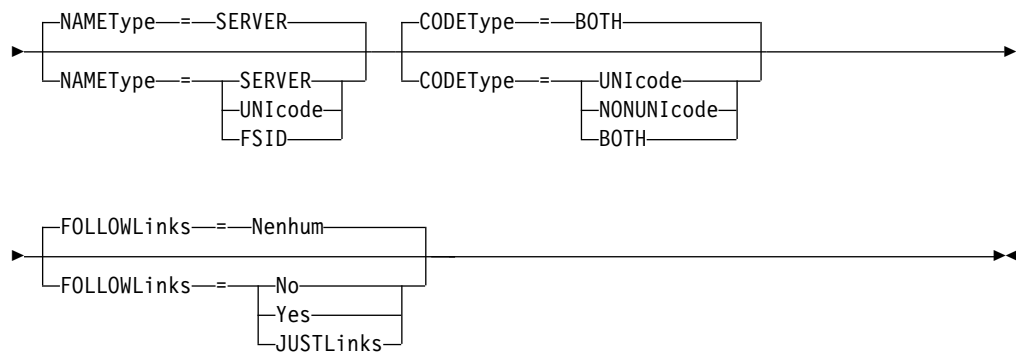 NAMEType = SERVER CODEType = BOTH
NAMEType = SERVER CODEType = UNIcode
UNIcode NONUNIcode
FSID BOTH
FOLLOWLinks = Nenhum
FOLLOWLinks = No
Yes
JUSTLinks